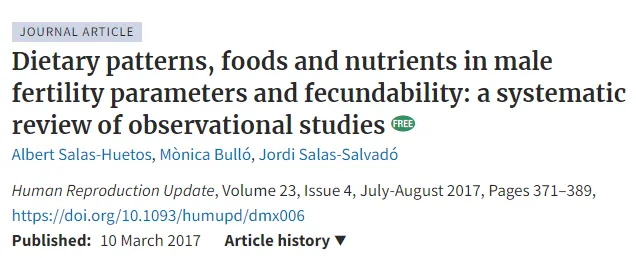 JOURNAL ARTICLE
Dietary patterns, foods and nutrients in male
fertility parameters and fecundability: a systematic
review of observational studies FREE
Albert Salas-Huetos, Mònica Bulló, Jordi Salas-Salvadó
Human Reproduction Update, Volume 23, Issue 4, July-August 2017, Pages 371–389,
https://doi.org/10.1093/humupd/dmx006
Published: 10 March 2017 Article history ▼